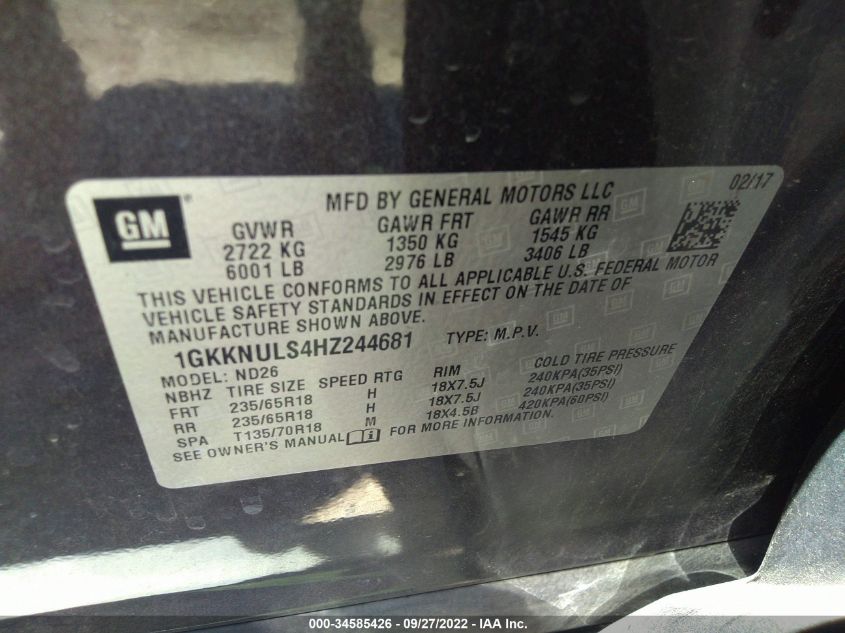 GM
MFD BY GENERAL MOTORS LLC
02/17
GVWR GAWR FRT GAWR RR
2722 KG 1350 KG 1545 KG
6001 LB 2976 LB 3406 LB
THIS VEHICLE CONFORMS TO ALL APPLICABLE U.S. FEDERAL MOTOR
VEHICLE SAFETY STANDARDS IN EFFECT ON THE DATE OF
MANUFACTURE SHOWN ABOVE.
1GKKNULS4HZ244681 TYPE: M.P.V.
MODEL: ND26
NBHZ TIRE SIZE SPEED RTG RIM COLD TIRE PRESSURE
FRT 235/65R18 H 18X7.5J 240KPA(35PSI)
RR 235/65R18 H 18X7.5J 240KPA(35PSI)
SPA T135/70R18 M 18X4.5B 420KPA(60PSI)
SEE OWNER'S MANUAL FOR MORE INFORMATION.
000-34585426 - 09/27/2022 - IAA Inc.